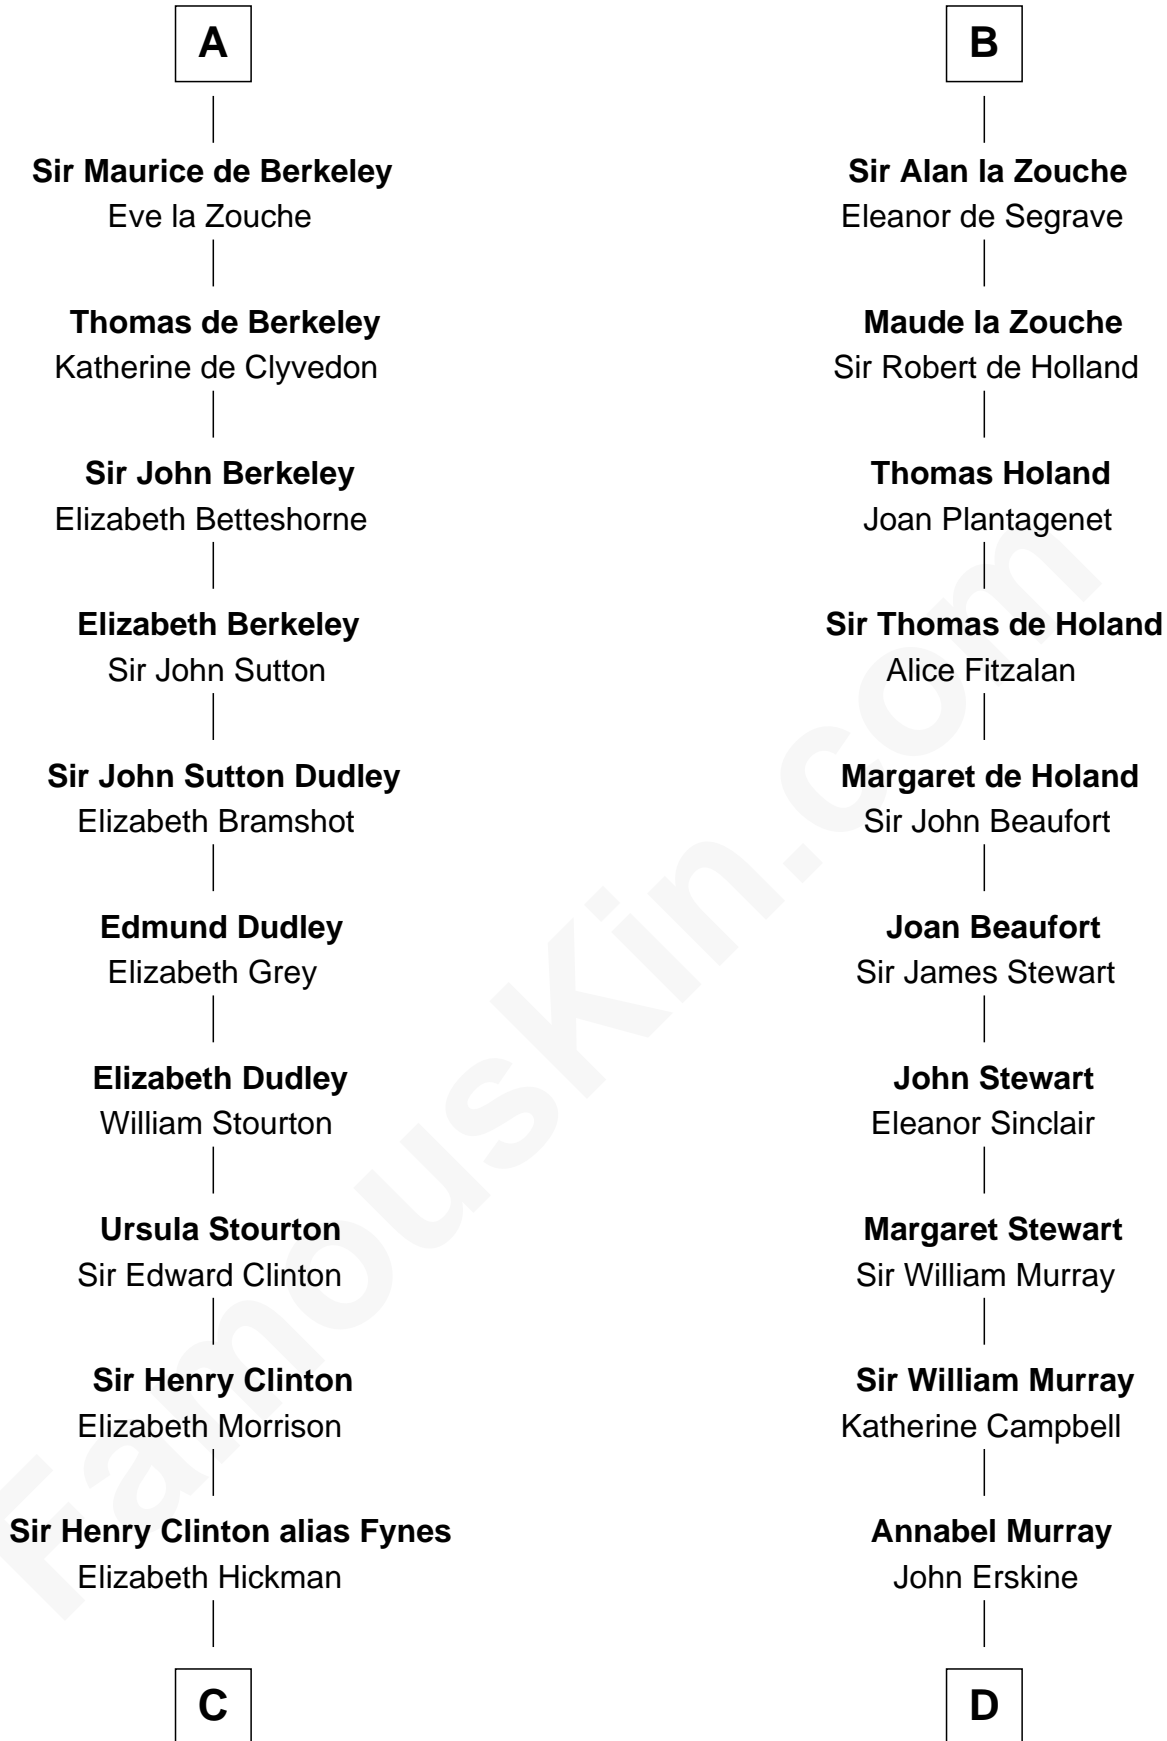 A
Sir Maurice de Berkeley
Eve la Zouche
Thomas de Berkeley
Katherine de Clyvedon
Sir John Berkeley
Elizabeth Betteshorne
Elizabeth Berkeley
Sir John Sutton
Sir John Sutton Dudley
Elizabeth Bramshot
Edmund Dudley
Elizabeth Grey
Elizabeth Dudley
William Stourton
Ursula Stourton
Sir Edward Clinton
Sir Henry Clinton
Elizabeth Morrison
Sir Henry Clinton alias Fynes
Elizabeth Hickman
C
B
Sir Alan la Zouche
Eleanor de Segrave
Maude la Zouche
Sir Robert de Holland
Thomas Holand
Joan Plantagenet
Sir Thomas de Holand
Alice Fitzalan
Margaret de Holand
Sir John Beaufort
Joan Beaufort
Sir James Stewart
John Stewart
Eleanor Sinclair
Margaret Stewart
Sir William Murray
Sir William Murray
Katherine Campbell
Annabel Murray
John Erskine
D
FamousKin.com